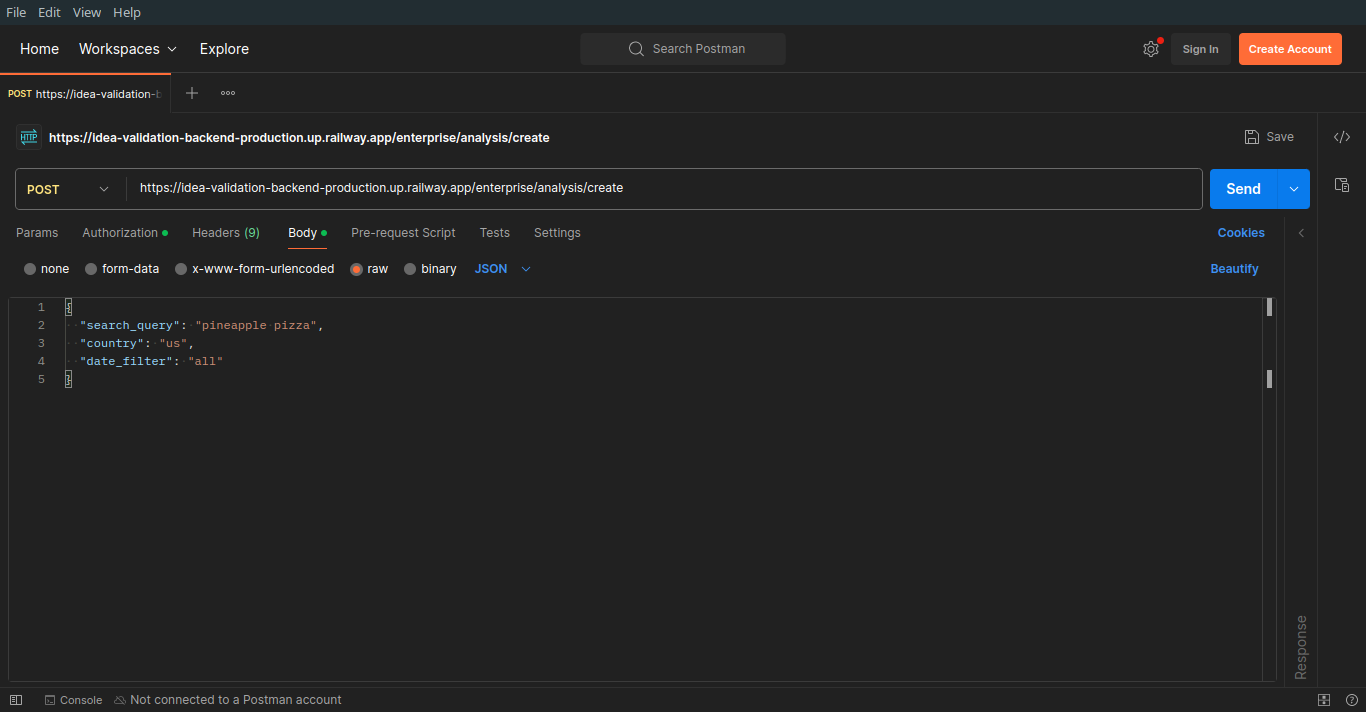 File Edit View Help
Home Workspaces Explore Search Postman Sign In Create Account
POST https://idea-validation-b
HTTP https://idea-validation-backend-production.up.railway.app/enterprise/analysis/create Save </>
POST https://idea-validation-backend-production.up.railway.app/enterprise/analysis/create Send
Params Authorization Headers (9) Body Pre-request Script Tests Settings Cookies
none form-data x-www-form-urlencoded raw binary JSON Beautify
1 {
2 "search_query": "pineapple pizza",
3 "country": "us",
4 "date_filter": "all"
5 }
Response
Console Not connected to a Postman account